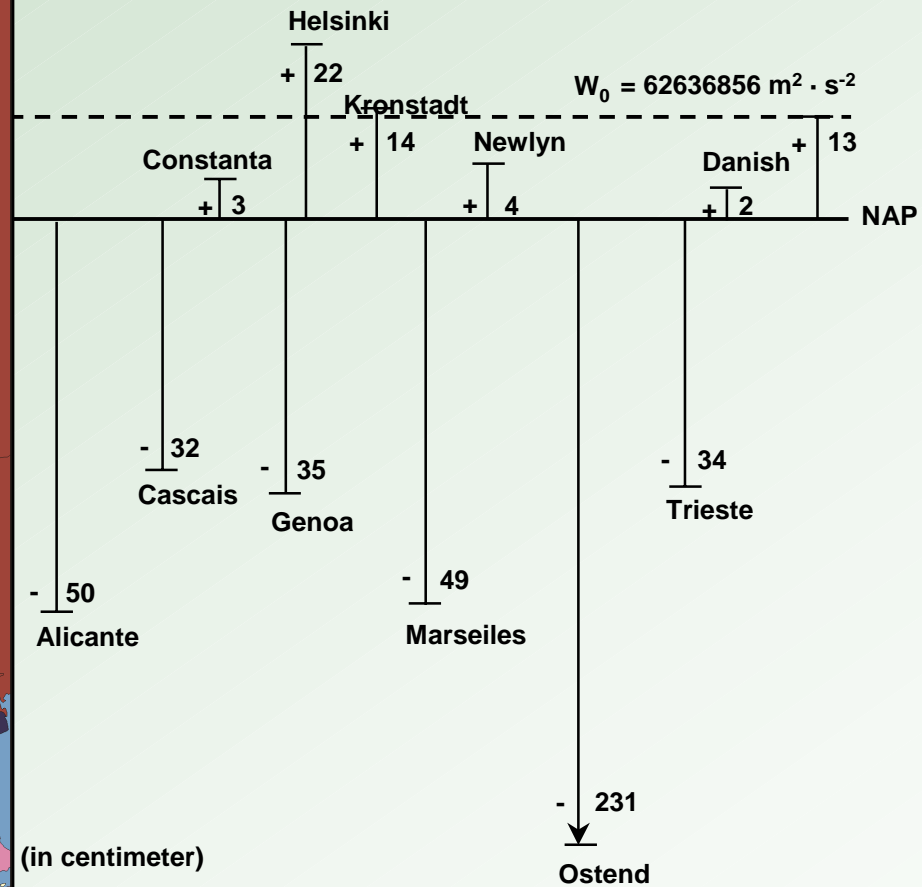 Helsinki
+ 22
W₀ = 62636856 m² · s⁻²
Kronstadt
+ 14
Newlyn
+ 4
Constanta
+ 3
Danish
+ 2
+ 13
NAP
- 32
Cascais
- 35
Genoa
- 34
Trieste
- 50
Alicante
- 49
Marseiles
- 231
Ostend
(in centimeter)